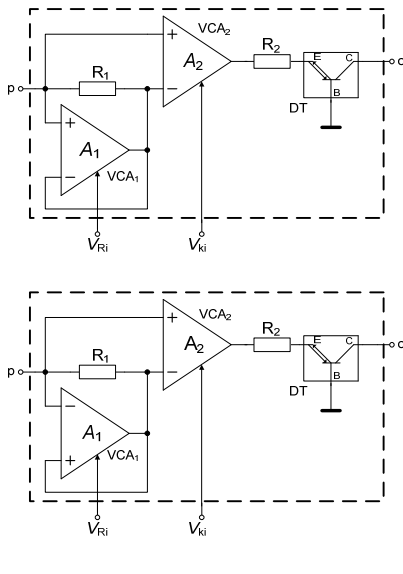 VCA2
+
A2
−
R2
E C
B
DT
p
o
R1
+
A1
−
VCA1
VRi
Vki
VCA2
+
A2
−
R2
E C
B
DT
p
o
R1
−
A1
+
VCA1
VRi
Vki